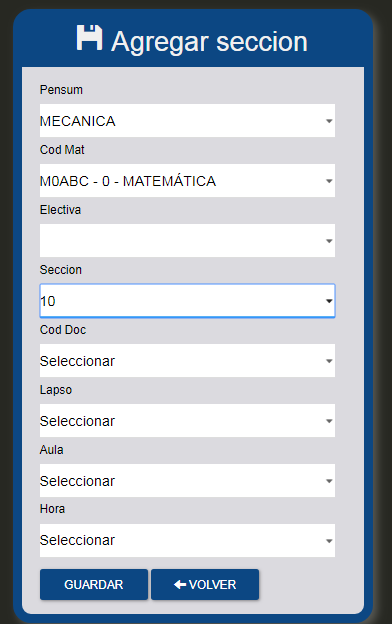 Agregar seccion
Pensum
MECANICA
Cod Mat
M0ABC - 0 - MATEMÁTICA
Electiva
Seccion
10
Cod Doc
Seleccionar
Lapso
Seleccionar
Aula
Seleccionar
Hora
Seleccionar
GUARDAR VOLVER